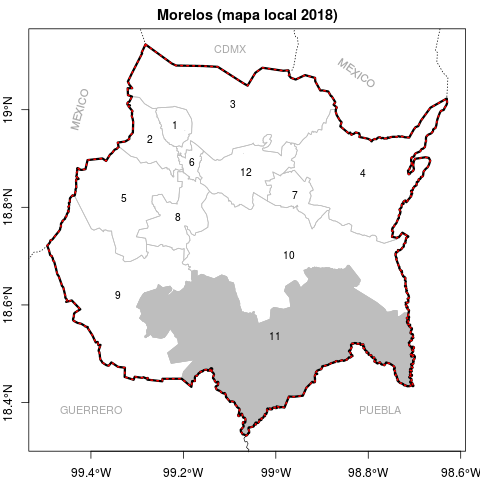 Morelos (mapa local 2018)
CDMX
MEXICO
MEXICO
3
1
2
6
12
4
5
7
8
10
9
11
GUERRERO
PUEBLA
19°N
18.8°N
18.6°N
18.4°N
99.4°W
99.2°W
99°W
98.8°W
98.6°W